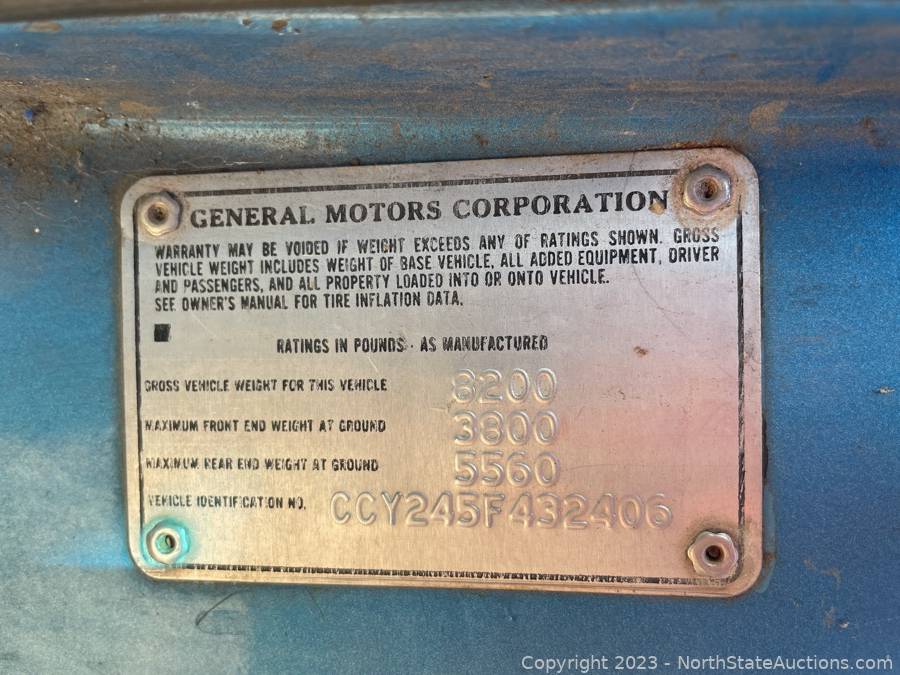 GENERAL MOTORS CORPORATION
WARRANTY MAY BE VOIDED IF WEIGHT EXCEEDS ANY OF RATINGS SHOWN. GROSS
VEHICLE WEIGHT INCLUDES WEIGHT OF BASE VEHICLE, ALL ADDED EQUIPMENT, DRIVER
AND PASSENGERS, AND ALL PROPERTY LOADED INTO OR ONTO VEHICLE.
SEE OWNER'S MANUAL FOR TIRE INFLATION DATA.
RATINGS IN POUNDS - AS MANUFACTURED
GROSS VEHICLE WEIGHT FOR THIS VEHICLE 8200
MAXIMUM FRONT END WEIGHT AT GROUND 3800
MAXIMUM REAR END WEIGHT AT GROUND 5560
VEHICLE IDENTIFICATION NO. CCY245F432406
Copyright © 2023 - NorthStateAuctions.com